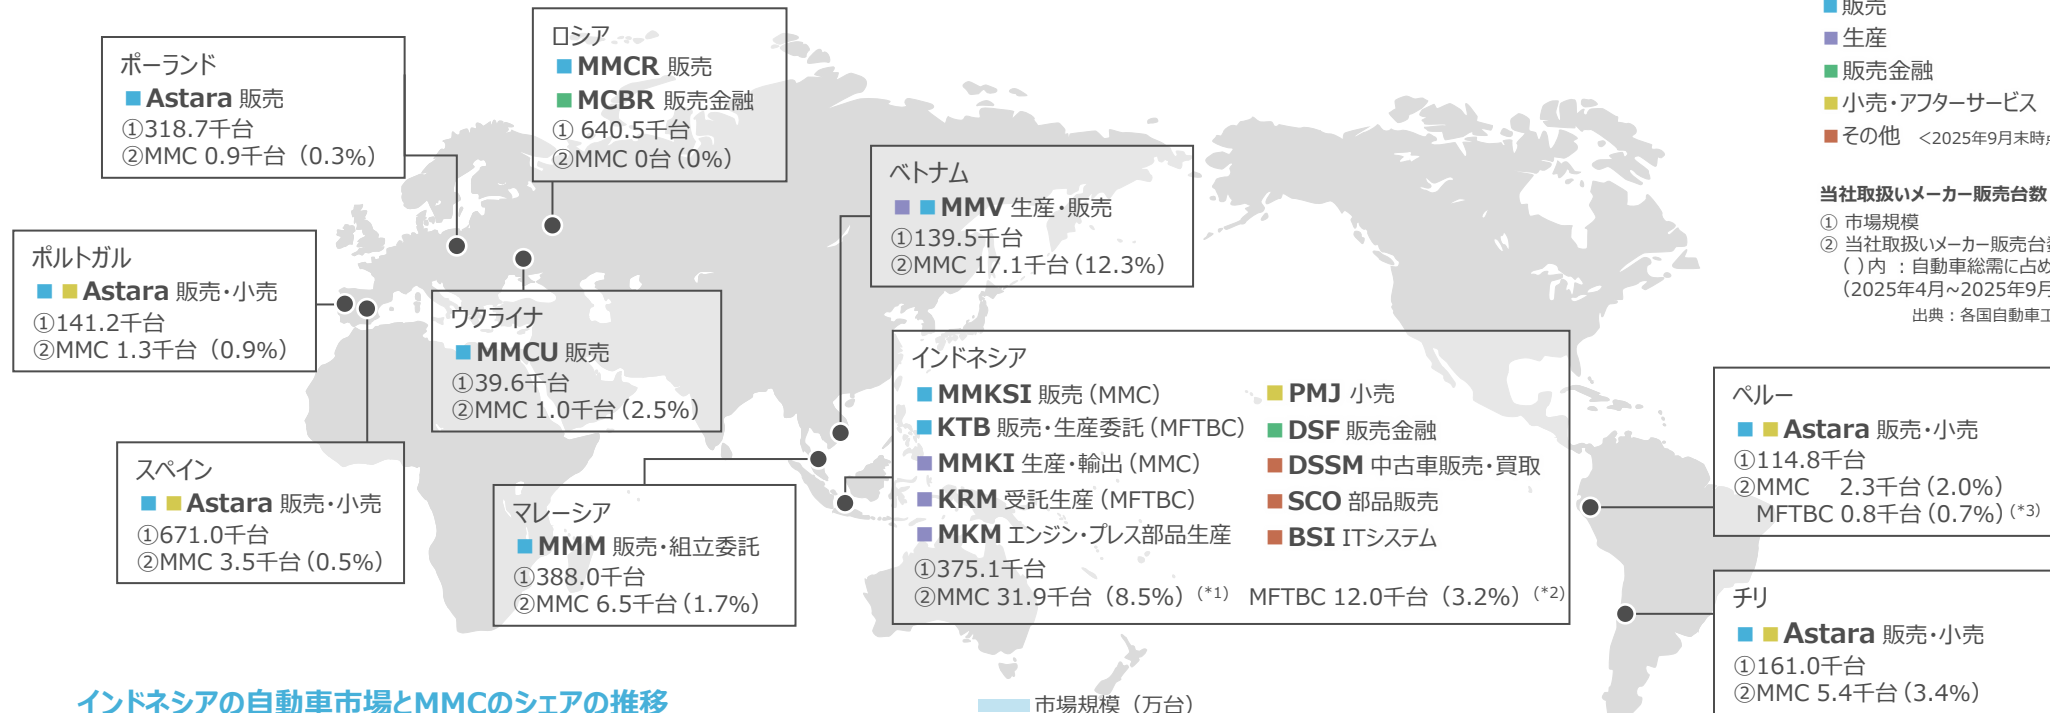 ポーランド
■Astara 販売
①318.7千台
②MMC 0.9千台（0.3%）
ロシア
■MMCR 販売
■MCBR 販売金融
① 640.5千台
②MMC 0台（0%）
ベトナム
■ ■MMV 生産・販売
①139.5千台
②MMC 17.1千台（12.3%）
■販売
■生産
■販売金融
■小売・アフターサービス
■その他 <2025年9月末時点
当社取扱いメーカー販売台数
① 市場規模
② 当社取扱いメーカー販売台数
（ ）内 ：自動車総需に占め
（2025年4月~2025年9月
出典：各国自動車工
ポルトガル
■ ■Astara 販売・小売
①141.2千台
②MMC 1.3千台（0.9%）
ウクライナ
■MMCU 販売
①39.6千台
②MMC 1.0千台（2.5%）
スペイン
■ ■Astara 販売・小売
①671.0千台
②MMC 3.5千台（0.5%）
マレーシア
■MMM 販売・組立委託
①388.0千台
②MMC 6.5千台（1.7%）
インドネシア
■MMKSI 販売（MMC）
■KTB 販売・生産委託（MFTBC）
■MMKI 生産・輸出（MMC）
■KRM 受託生産（MFTBC）
■MKM エンジン・プレス部品生産
■PMJ 小売
■DSF 販売金融
■DSSM 中古車販売・買取
■SCO 部品販売
■BSI ITシステム
①375.1千台
②MMC 31.9千台（8.5%）(*1) MFTBC 12.0千台（3.2%）(*2)
ペルー
■ ■Astara 販売・小売
①114.8千台
②MMC 2.3千台（2.0%）
MFTBC 0.8千台（0.7%）(*3)
チリ
■ ■Astara 販売・小売
①161.0千台
②MMC 5.4千台（3.4%）
インドネシアの自動車市場とMMCのシェアの推移
市場規模（万台）